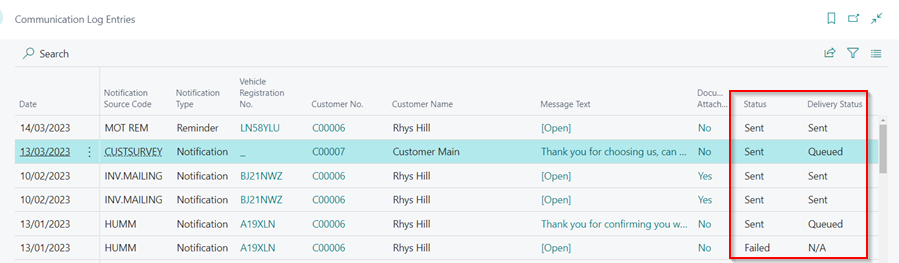 Communication Log Entries
Search
Date Notification Source Code Notification Type Vehicle Registration No. Customer No. Customer Name Message Text Docu... Attach... Status Delivery Status
14/03/2023 MOT REM Reminder LN58YLU C00006 Rhys Hill [Open] No Sent Sent
13/03/2023 CUSTSURVEY Notification _ C00007 Customer Main Thank you for choosing us, can ... No Sent Queued
10/02/2023 INV.MAILING Notification BJ21NWZ C00006 Rhys Hill [Open] Yes Sent Sent
10/02/2023 INV.MAILING Notification BJ21NWZ C00006 Rhys Hill [Open] Yes Sent Sent
13/01/2023 HUMM Notification A19XLN C00006 Rhys Hill Thank you for confirming you w... No Sent Queued
13/01/2023 HUMM Notification A19XLN C00006 Rhys Hill [Open] No Failed N/A